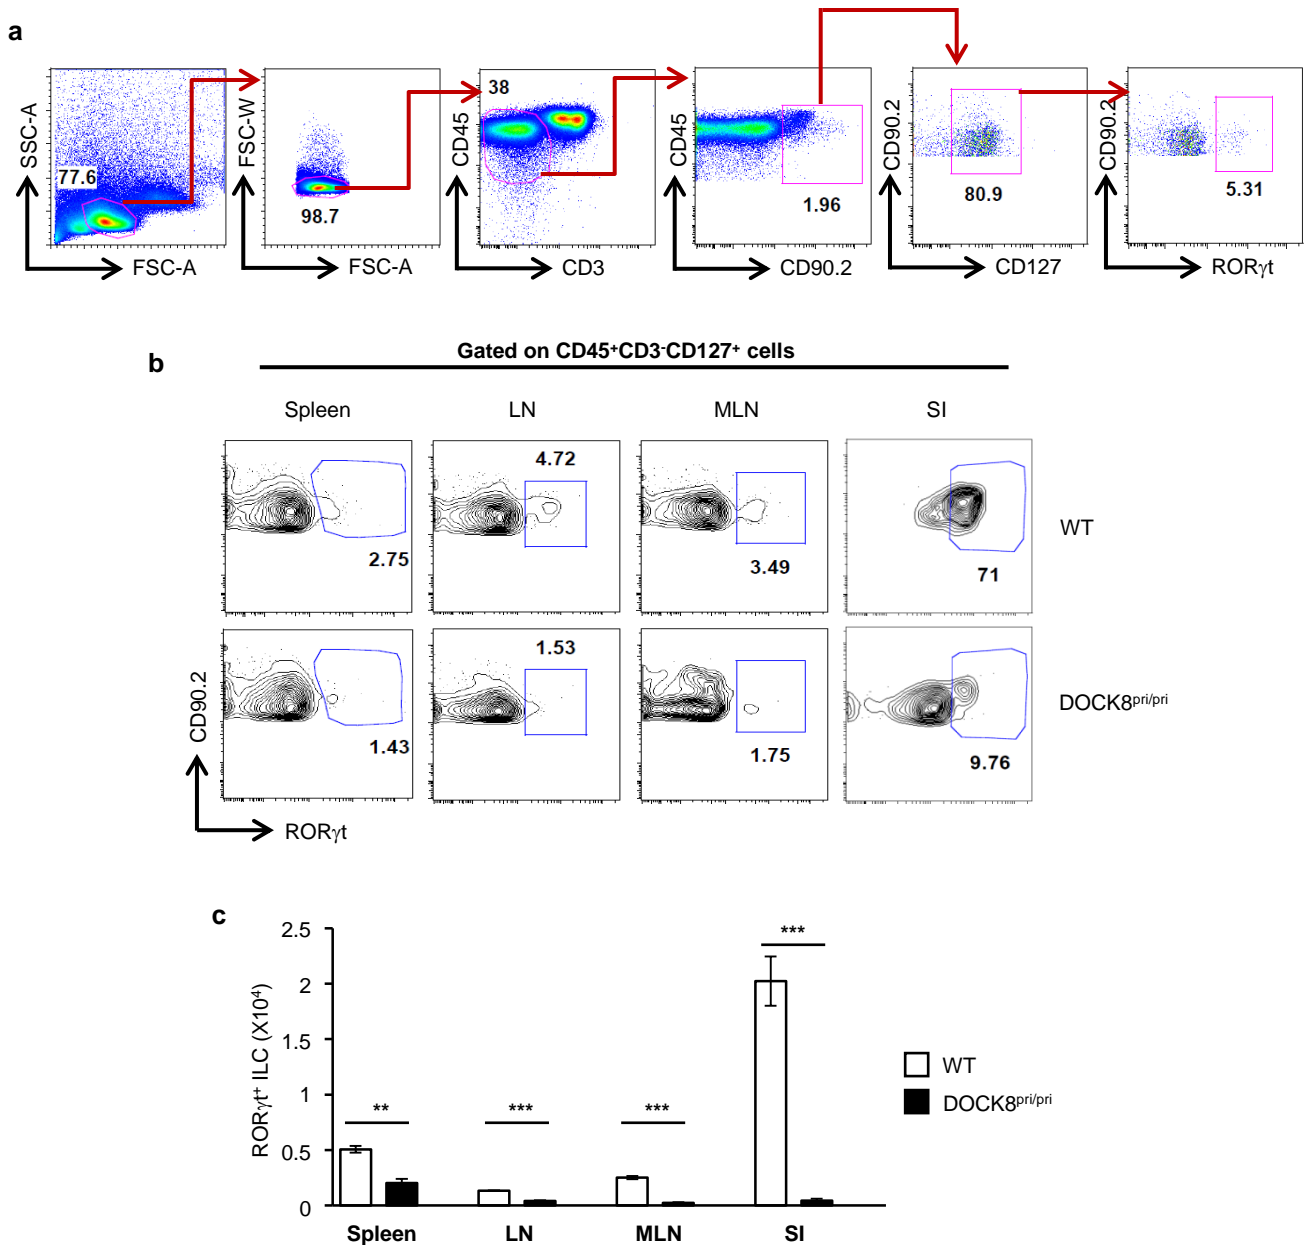 a
SSC-A
77.6
FSC-A
FSC-W
98.7
FSC-A
CD45
38
CD3
CD45
1.96
CD90.2
CD90.2
80.9
CD127
CD90.2
5.31
RORγt
b
Gated on CD45⁺CD3⁻CD127⁺ cells
Spleen LN MLN SI
2.75
4.72
3.49
71
WT
1.43
1.53
1.75
9.76
DOCK8ᵖʳⁱ/ᵖʳⁱ
CD90.2
RORγt
c
RORγt⁺ ILC (X10⁴)
2.5
2
1.5
1
0.5
0
**
***
***
***
Spleen LN MLN SI
WT
DOCK8ᵖʳⁱ/ᵖʳⁱ